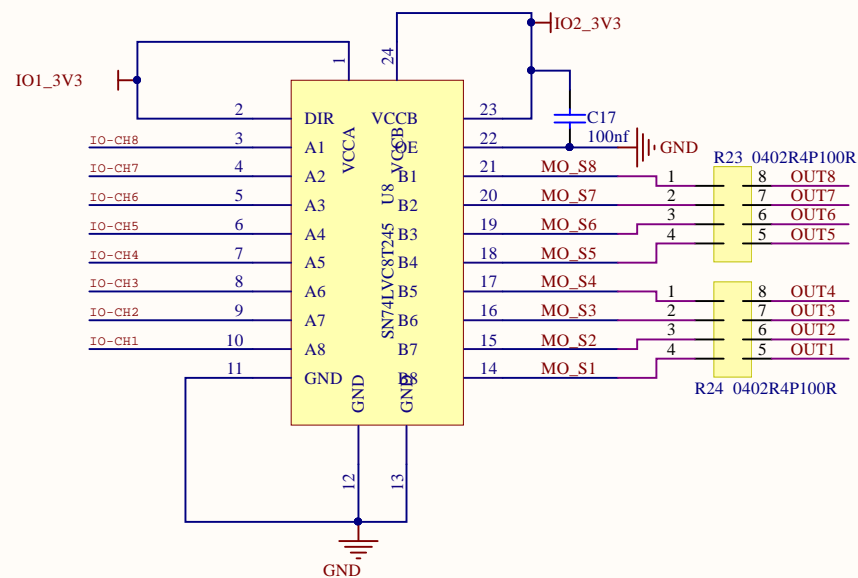 IO2_3V3
24
1
IO1_3V3
2 DIR VCCA VCCB VCCB 23
C17
100nf
IO-CH8 3 A1 OE 22 GND
IO-CH7 4 A2 U8 B1 21 MO_S8
IO-CH6 5 A3 B2 20 MO_S7
IO-CH5 6 A4 B3 19 MO_S6
IO-CH4 7 A5 B4 18 MO_S5
IO-CH3 8 A6 SN74LVC8T245 B5 17 MO_S4
IO-CH2 9 A7 B6 16 MO_S3
IO-CH1 10 A8 B7 15 MO_S2
11 GND GND GND B8 14 MO_S1
12 13
GND
R23 0402R4P100R
1 8 OUT8
2 7 OUT7
3 6 OUT6
4 5 OUT5
1 8 OUT4
2 7 OUT3
3 6 OUT2
4 5 OUT1
R24 0402R4P100R